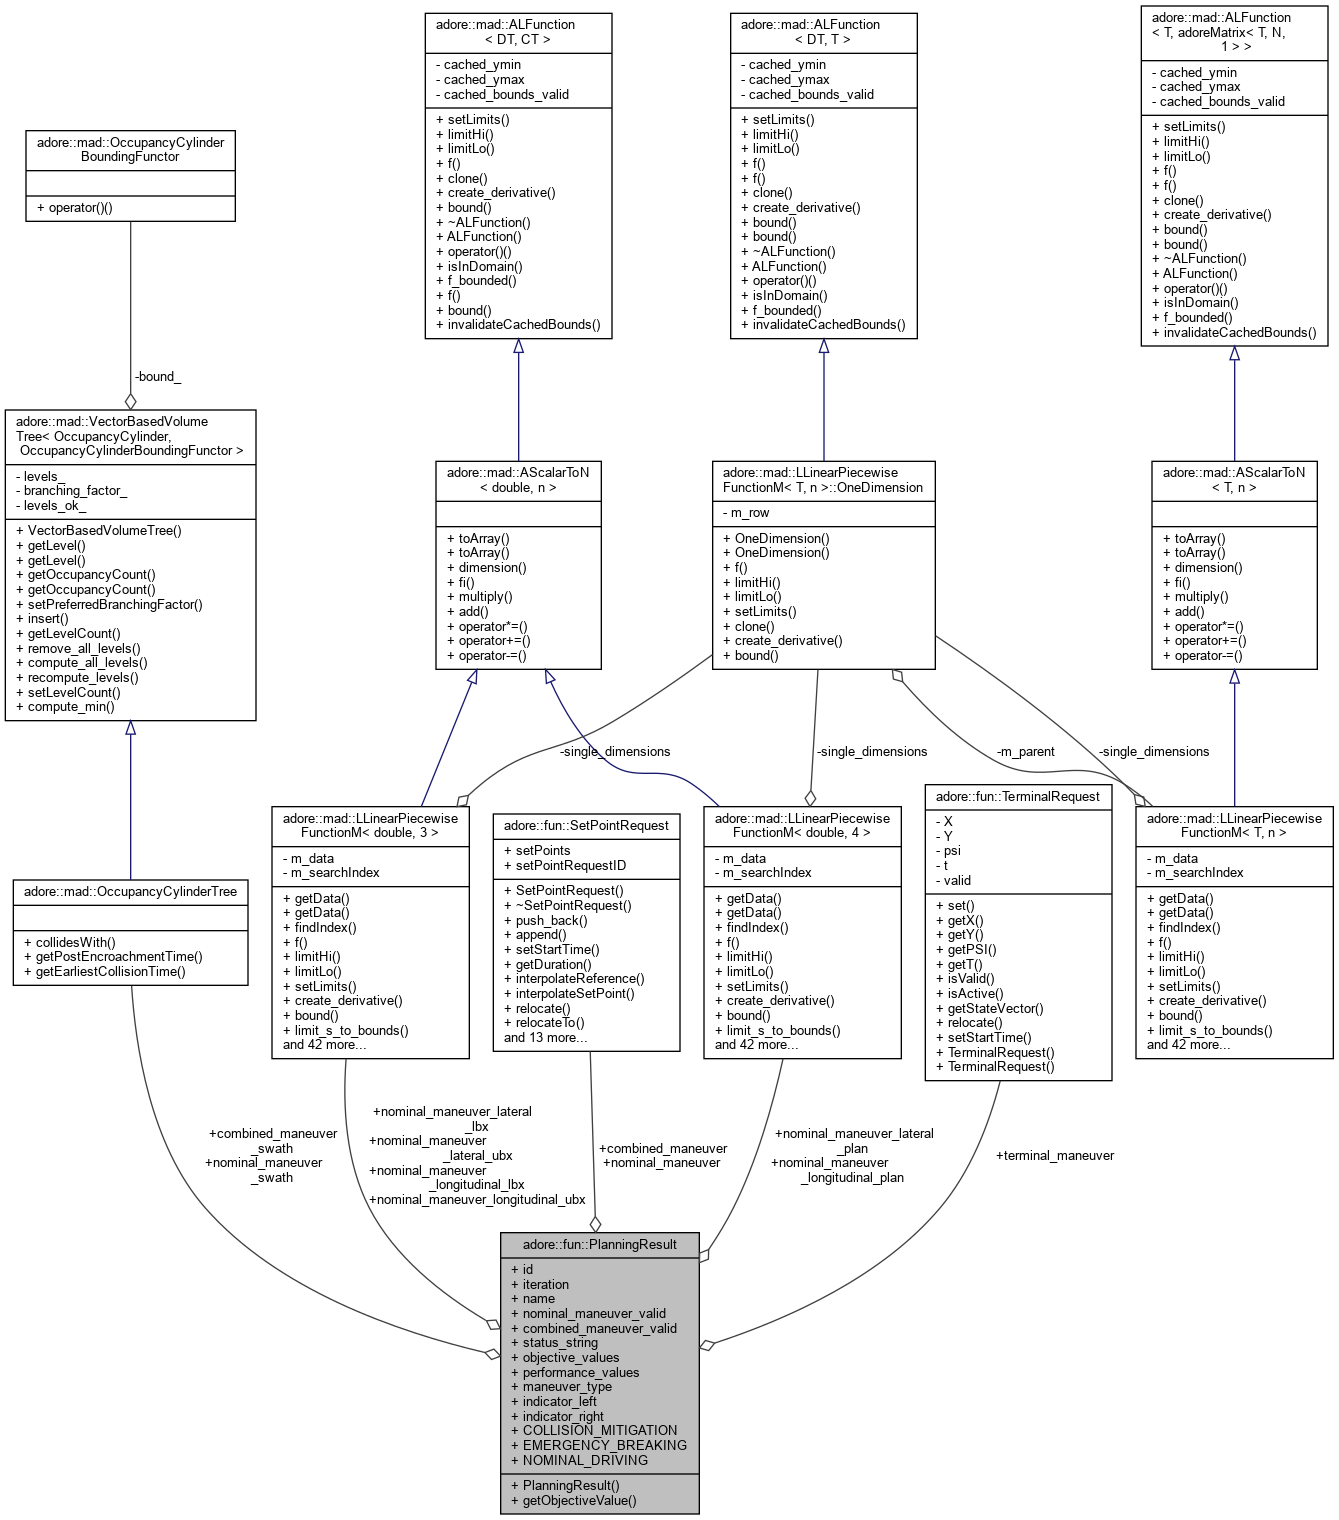 adore::mad::ALFunction
< DT, CT >
- cached_ymin
- cached_ymax
- cached_bounds_valid
+ setLimits()
+ limitHi()
+ limitLo()
+ f()
+ clone()
+ create_derivative()
+ bound()
+ ~ALFunction()
+ ALFunction()
+ operator()()
+ isInDomain()
+ f_bounded()
+ f()
+ bound()
+ invalidateCachedBounds()
adore::mad::ALFunction
< DT, T >
- cached_ymin
- cached_ymax
- cached_bounds_valid
+ setLimits()
+ limitHi()
+ limitLo()
+ f()
+ f()
+ clone()
+ create_derivative()
+ bound()
+ bound()
+ ~ALFunction()
+ ALFunction()
+ operator()()
+ isInDomain()
+ f_bounded()
+ invalidateCachedBounds()
adore::mad::ALFunction
< T, adoreMatrix< T, N,
1 > >
- cached_ymin
- cached_ymax
- cached_bounds_valid
+ setLimits()
+ limitHi()
+ limitLo()
+ f()
+ f()
+ clone()
+ create_derivative()
+ bound()
+ bound()
+ ~ALFunction()
+ ALFunction()
+ operator()()
+ isInDomain()
+ f_bounded()
+ invalidateCachedBounds()
adore::mad::OccupancyCylinder
BoundingFunctor
+ operator()()
-bound_
adore::mad::VectorBasedVolume
Tree< OccupancyCylinder,
OccupancyCylinderBoundingFunctor >
- levels_
- branching_factor_
- levels_ok_
+ VectorBasedVolumeTree()
+ getLevel()
+ getLevel()
+ getOccupancyCount()
+ getOccupancyCount()
+ setPreferredBranchingFactor()
+ insert()
+ getLevelCount()
+ remove_all_levels()
+ compute_all_levels()
+ recompute_levels()
+ setLevelCount()
+ compute_min()
adore::mad::AScalarToN
< double, n >
+ toArray()
+ toArray()
+ dimension()
+ fi()
+ multiply()
+ add()
+ operator*=()
+ operator+=()
+ operator-=()
adore::mad::LLinearPiecewise
FunctionM< T, n >::OneDimension
- m_row
+ OneDimension()
+ OneDimension()
+ f()
+ limitHi()
+ limitLo()
+ setLimits()
+ clone()
+ create_derivative()
+ bound()
adore::mad::AScalarToN
< T, n >
+ toArray()
+ toArray()
+ dimension()
+ fi()
+ multiply()
+ add()
+ operator*=()
+ operator+=()
+ operator-=()
-single_dimensions
-single_dimensions
-m_parent
-single_dimensions
adore::mad::OccupancyCylinderTree
+ collidesWith()
+ getPostEncroachmentTime()
+ getEarliestCollisionTime()
adore::mad::LLinearPiecewise
FunctionM< double, 3 >
- m_data
- m_searchIndex
+ getData()
+ getData()
+ findIndex()
+ f()
+ limitHi()
+ limitLo()
+ setLimits()
+ create_derivative()
+ bound()
+ limit_s_to_bounds()
and 42 more...
adore::fun::SetPointRequest
+ setPoints
+ setPointRequestID
+ SetPointRequest()
+ ~SetPointRequest()
+ push_back()
+ append()
+ setStartTime()
+ getDuration()
+ interpolateReference()
+ interpolateSetPoint()
+ relocate()
+ relocateTo()
and 13 more...
adore::mad::LLinearPiecewise
FunctionM< double, 4 >
- m_data
- m_searchIndex
+ getData()
+ getData()
+ findIndex()
+ f()
+ limitHi()
+ limitLo()
+ setLimits()
+ create_derivative()
+ bound()
+ limit_s_to_bounds()
and 42 more...
adore::fun::TerminalRequest
- X
- Y
- psi
- t
- valid
+ set()
+ getX()
+ getY()
+ getPSI()
+ getT()
+ isValid()
+ isActive()
+ getStateVector()
+ relocate()
+ setStartTime()
+ TerminalRequest()
+ TerminalRequest()
adore::mad::LLinearPiecewise
FunctionM< T, n >
- m_data
- m_searchIndex
+ getData()
+ getData()
+ findIndex()
+ f()
+ limitHi()
+ limitLo()
+ setLimits()
+ create_derivative()
+ bound()
+ limit_s_to_bounds()
and 42 more...
+combined_maneuver
_swath
+nominal_maneuver
_swath
+nominal_maneuver_lateral
_lbx
+nominal_maneuver
_lateral_ubx
+nominal_maneuver
_longitudinal_lbx
+nominal_maneuver_longitudinal_ubx
+combined_maneuver
+nominal_maneuver
+nominal_maneuver_lateral
_plan
+nominal_maneuver
_longitudinal_plan
+terminal_maneuver
adore::fun::PlanningResult
+ id
+ iteration
+ name
+ nominal_maneuver_valid
+ combined_maneuver_valid
+ status_string
+ objective_values
+ performance_values
+ maneuver_type
+ indicator_left
+ indicator_right
+ COLLISION_MITIGATION
+ EMERGENCY_BREAKING
+ NOMINAL_DRIVING
+ PlanningResult()
+ getObjectiveValue()